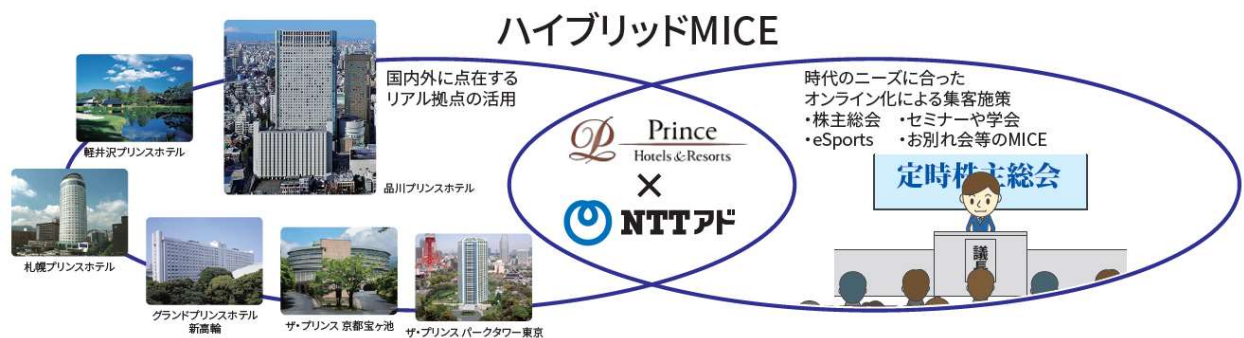 ハイブリッドMICE
国内外に点在する
リアル拠点の活用
軽井沢プリンスホテル
品川プリンスホテル
札幌プリンスホテル
グランドプリンスホテル
新高輪
ザ・プリンス 京都宝ヶ池
ザ・プリンス パークタワー東京
Prince
Hotels & Resorts
×
NTTアド
時代のニーズに合った
オンライン化による集客施策
・株主総会 ・セミナーや学会
・eSports ・お別れ会等のMICE
定時株主総会
議長